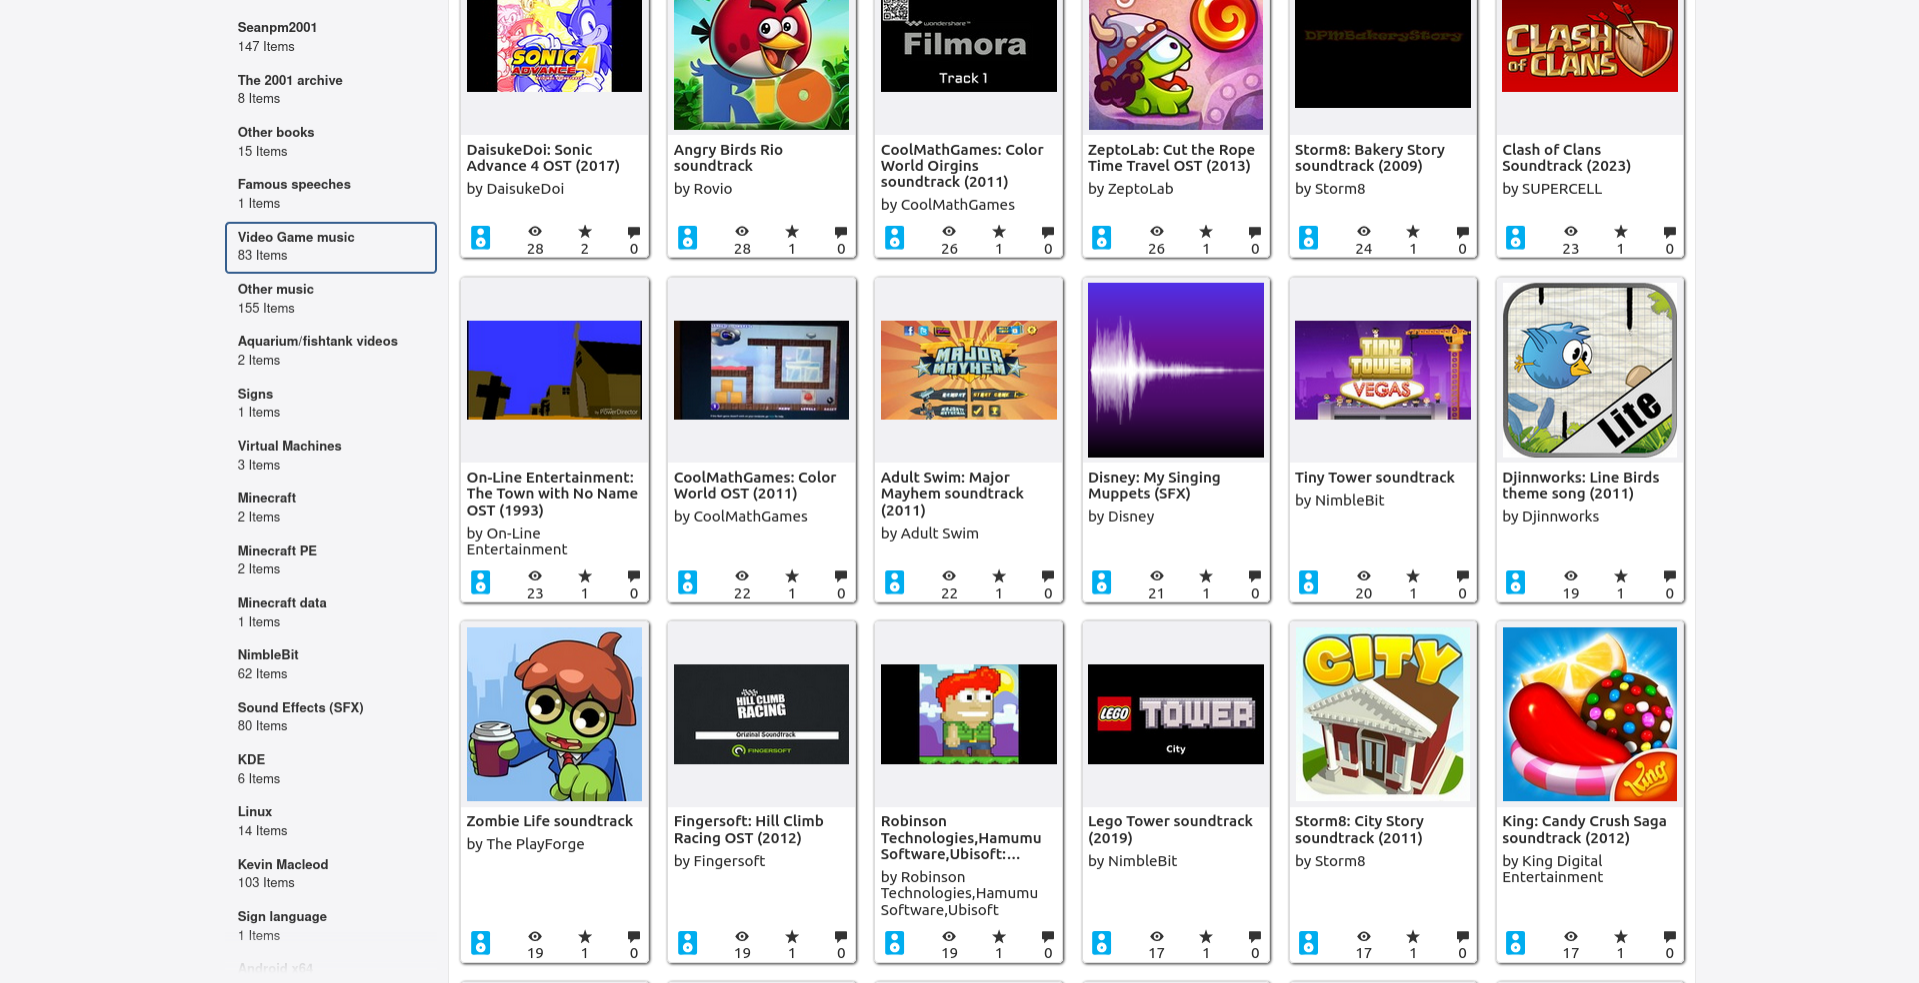 Seanpm2001
147 Items
The 2001 archive
8 Items
Other books
15 Items
Famous speeches
1 Items
Video Game music
83 Items
Other music
155 Items
Aquarium/fishtank videos
2 Items
Signs
1 Items
Virtual Machines
3 Items
Minecraft
2 Items
Minecraft PE
2 Items
Minecraft data
1 Items
NimbleBit
62 Items
Sound Effects (SFX)
80 Items
KDE
6 Items
Linux
14 Items
Kevin Macleod
103 Items
Sign language
1 Items
Android x64
SONIC
ADVANCE 4
DaisukeDoi: Sonic
Advance 4 OST (2017)
by DaisukeDoi
28 2 0
RIO
Angry Birds Rio
soundtrack
by Rovio
28 1 0
wondershare™
Filmora
Track 1
CoolMathGames: Color
World Oirgins
soundtrack (2011)
by CoolMathGames
26 1 0
ZeptoLab: Cut the Rope
Time Travel OST (2013)
by ZeptoLab
26 1 0
DPM:BakeryStory
Storm8: Bakery Story
soundtrack (2009)
by Storm8
24 1 0
CLASH
OF CLANS
Clash of Clans
Soundtrack (2023)
by SUPERCELL
23 1 0
by PowerDirector
On-Line Entertainment:
The Town with No Name
OST (1993)
by On-Line
Entertainment
23 1 0
CoolMathGames: Color
World OST (2011)
by CoolMathGames
22 1 0
MAJOR
MAYHEM
Adult Swim: Major
Mayhem soundtrack
(2011)
by Adult Swim
22 1 0
Disney: My Singing
Muppets (SFX)
by Disney
21 1 0
TINY
TOWER
VEGAS
Tiny Tower soundtrack
by NimbleBit
20 1 0
Lite
Djinnworks: Line Birds
theme song (2011)
by Djinnworks
19 1 0
Zombie Life soundtrack
by The PlayForge
19 1 0
HILL CLIMB
RACING
Original Soundtrack
FINGERSOFT
Fingersoft: Hill Climb
Racing OST (2012)
by Fingersoft
19 1 0
Robinson
Technologies,Hamumu
Software,Ubisoft:...
by Robinson
Technologies,Hamumu
Software,Ubisoft
19 1 0
LEGO TOWER
City
Lego Tower soundtrack
(2019)
by NimbleBit
17 1 0
CITY
Storm8: City Story
soundtrack (2011)
by Storm8
17 1 0
King
King: Candy Crush Saga
soundtrack (2012)
by King Digital
Entertainment
17 1 0